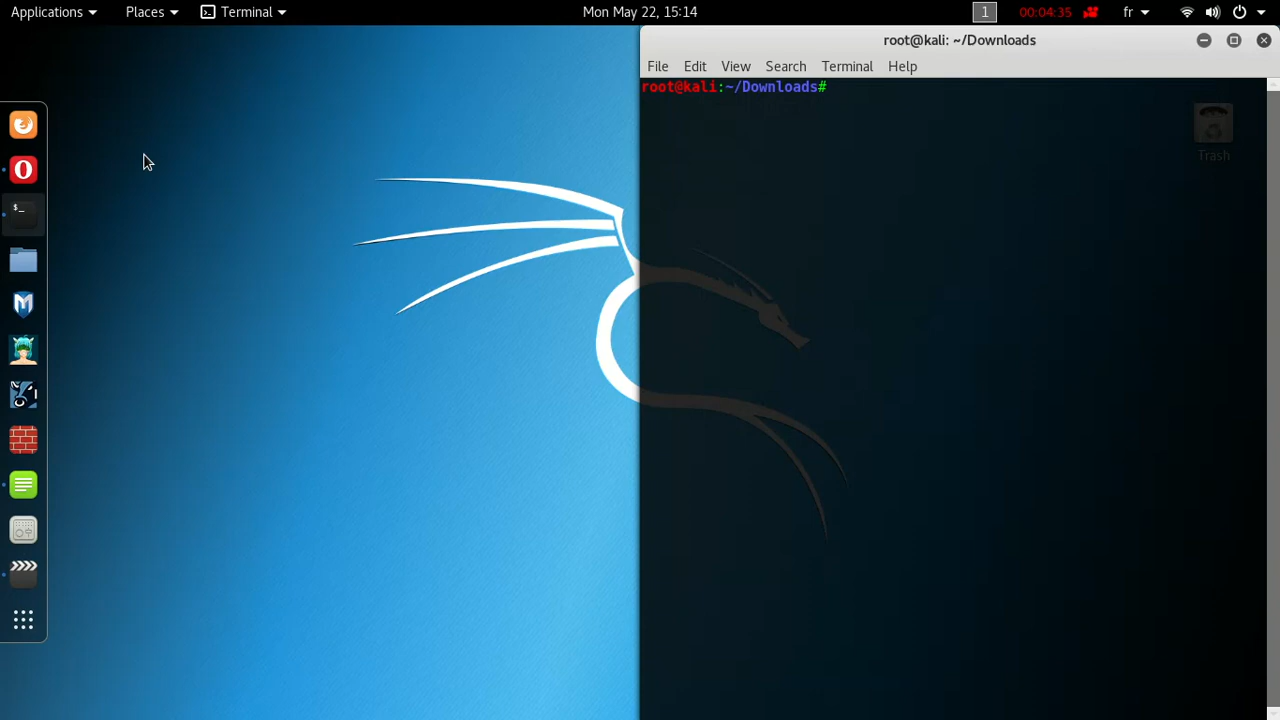 Applications Places Terminal Mon May 22, 15:14 1 00:04:35 fr
root@kali: ~/Downloads
File Edit View Search Terminal Help
root@kali:~/Downloads#
Trash
$_